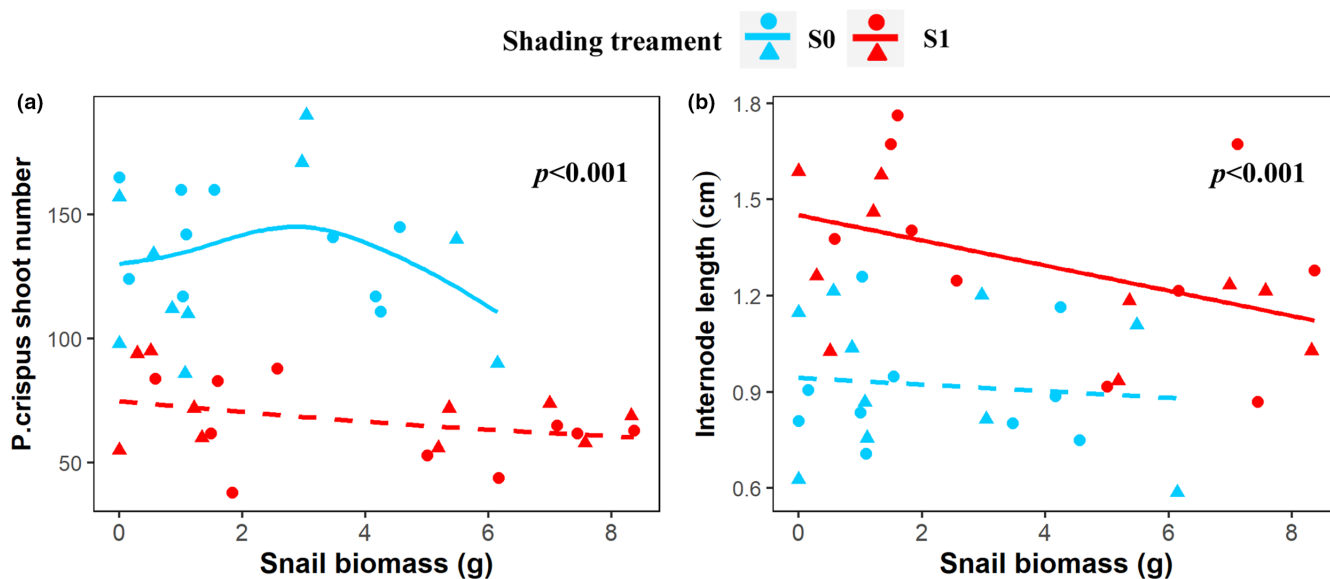 Shading treament S0 S1
(a)
p<0.001
150
100
50
P.crispus shoot number
0 2 4 6 8
Snail biomass (g)
(b)
p<0.001
1.8
1.5
1.2
0.9
0.6
Internode length (cm)
0 2 4 6 8
Snail biomass (g)